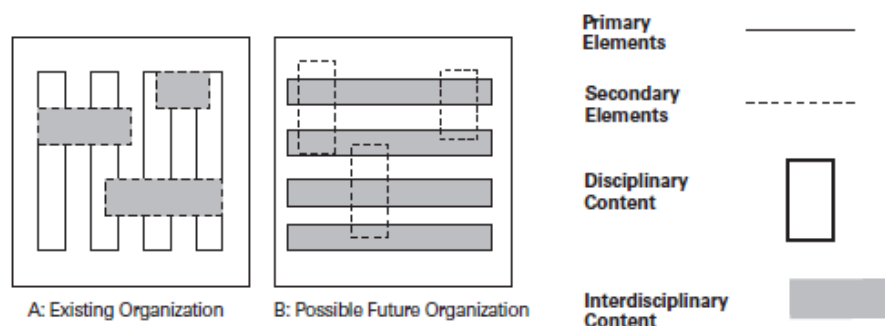 Primary
Elements
Secondary
Elements
Disciplinary
Content
Interdisciplinary
Content
A: Existing Organization
B: Possible Future Organization